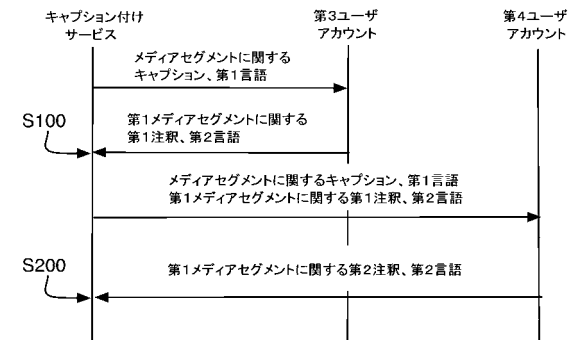 キャプション付け
サービス
第3ユーザ
アカウント
第4ユーザ
アカウント
メディアセグメントに関する
キャプション、第1言語
S100
第1メディアセグメントに関する
第1注釈、第2言語
メディアセグメントに関するキャプション、第1言語
第1メディアセグメントに関する第1注釈、第2言語
S200
第1メディアセグメントに関する第2注釈、第2言語